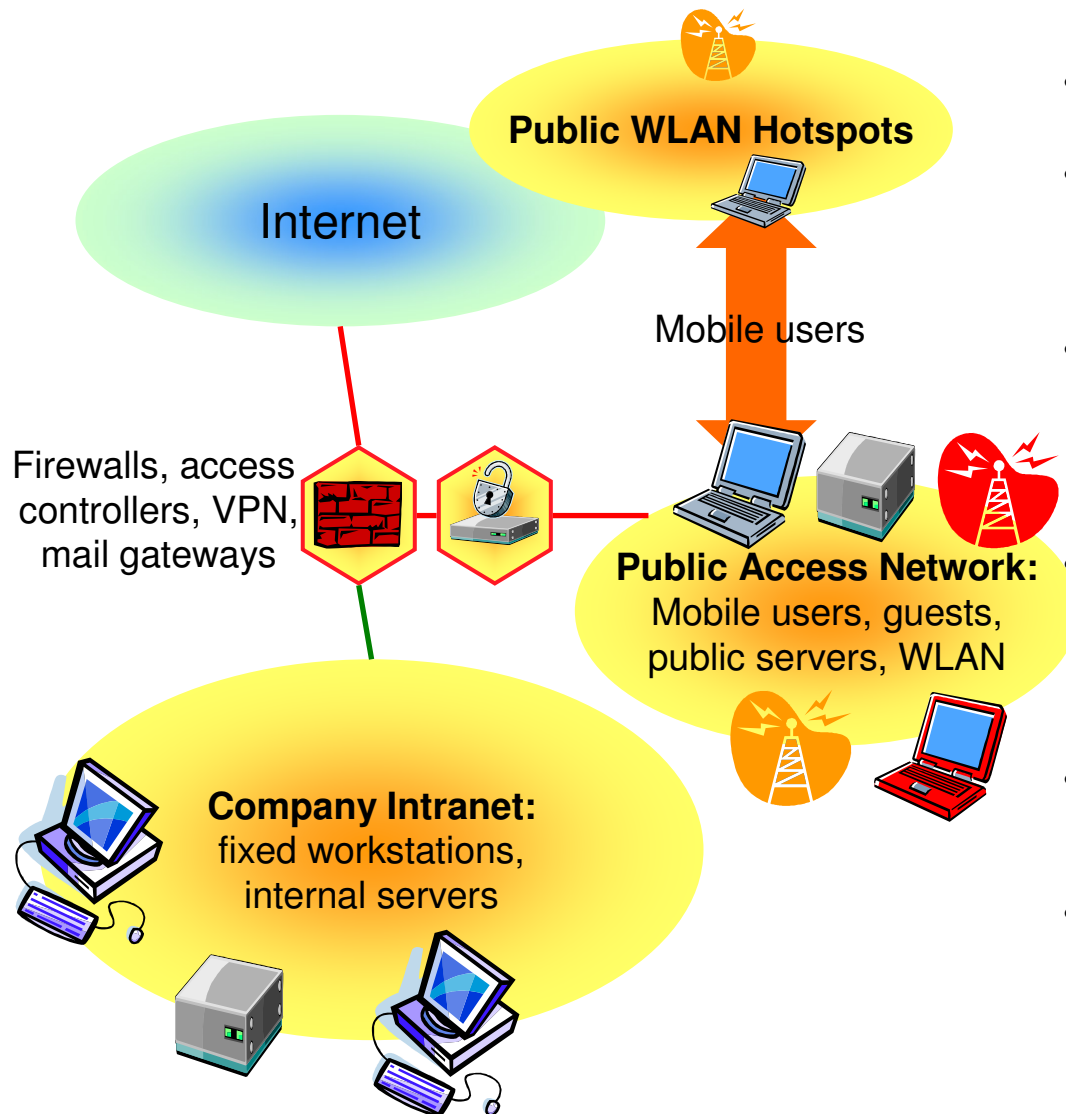 Public WLAN Hotspots
Internet
Mobile users
Firewalls, access
controllers, VPN,
mail gateways
Public Access Network:
Mobile users, guests,
public servers, WLAN
Company Intranet:
fixed workstations,
internal servers